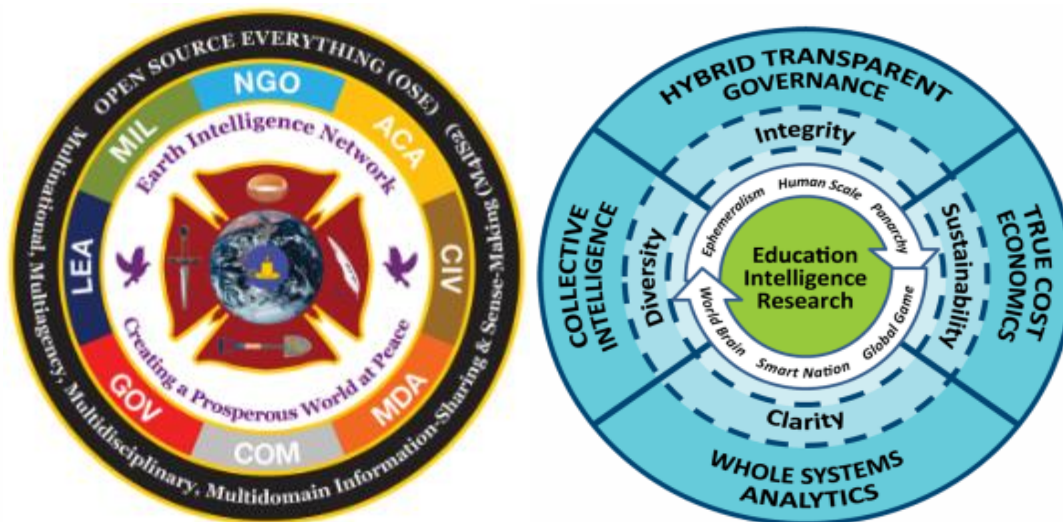 OPEN SOURCE EVERYTHING (OSE)
Multinational, Multiagency, Multidisciplinary, Multidomain Information-Sharing & Sense-Making (M4IS2)
NGO
ACA
CIV
MDA
COM
GOV
LEA
MIL
Earth Intelligence Network
Creating a Prosperous World at Peace
HYBRID TRANSPARENT
GOVERNANCE
TRUE COST
ECONOMICS
WHOLE SYSTEMS
ANALYTICS
COLLECTIVE
INTELLIGENCE
Integrity
Sustainability
Clarity
Diversity
Ephemeralism
Human Scale
Panarchy
Global Game
Smart Nation
World Brain
Education
Intelligence
Research